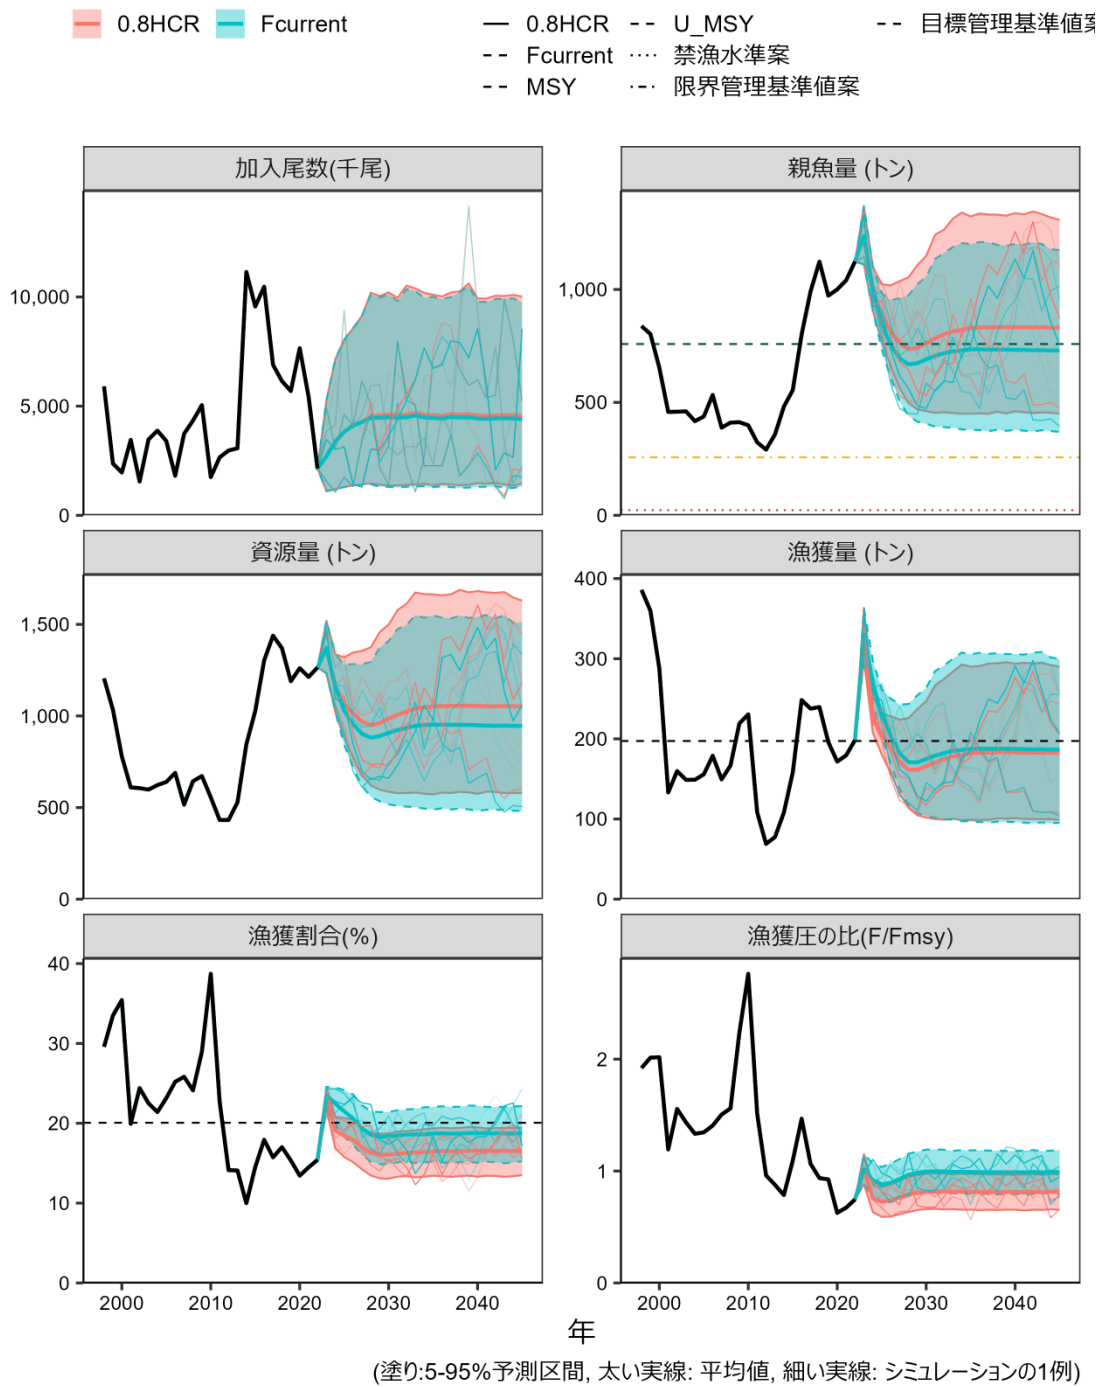 0.8HCR Fcurrent 0.8HCR U_MSY 目標管理基準値案
Fcurrent 禁漁水準案
MSY 限界管理基準値案
加入尾数(千尾) 親魚量 (トン)
10,000
5,000
0
1,000
500
0
資源量 (トン) 漁獲量 (トン)
1,500
1,000
500
0
400
300
200
100
0
漁獲割合(%) 漁獲圧の比(F/Fmsy)
40
30
20
10
0
2
1
0
2000 2010 2020 2030 2040 2000 2010 2020 2030 2040
年
(塗り:5-95%予測区間, 太い実線: 平均値, 細い実線: シミュレーションの1例)